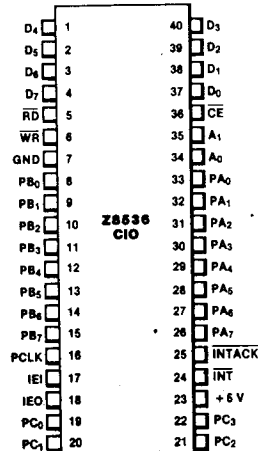 D4 1 40 D3
D5 2 39 D2
D6 3 38 D1
D7 4 37 D0
RD 5 36 CE
WR 6 35 A1
GND 7 34 A0
PB0 8 33 PA0
PB1 9 32 PA1
PB2 10 31 PA2
Z8536
CIO
PB3 11 30 PA3
PB4 12 29 PA4
PB5 13 28 PA5
PB6 14 27 PA6
PB7 15 26 PA7
PCLK 16 25 INTACK
IEI 17 24 INT
IEO 18 23 +5 V
PC0 19 22 PC3
PC1 20 21 PC2